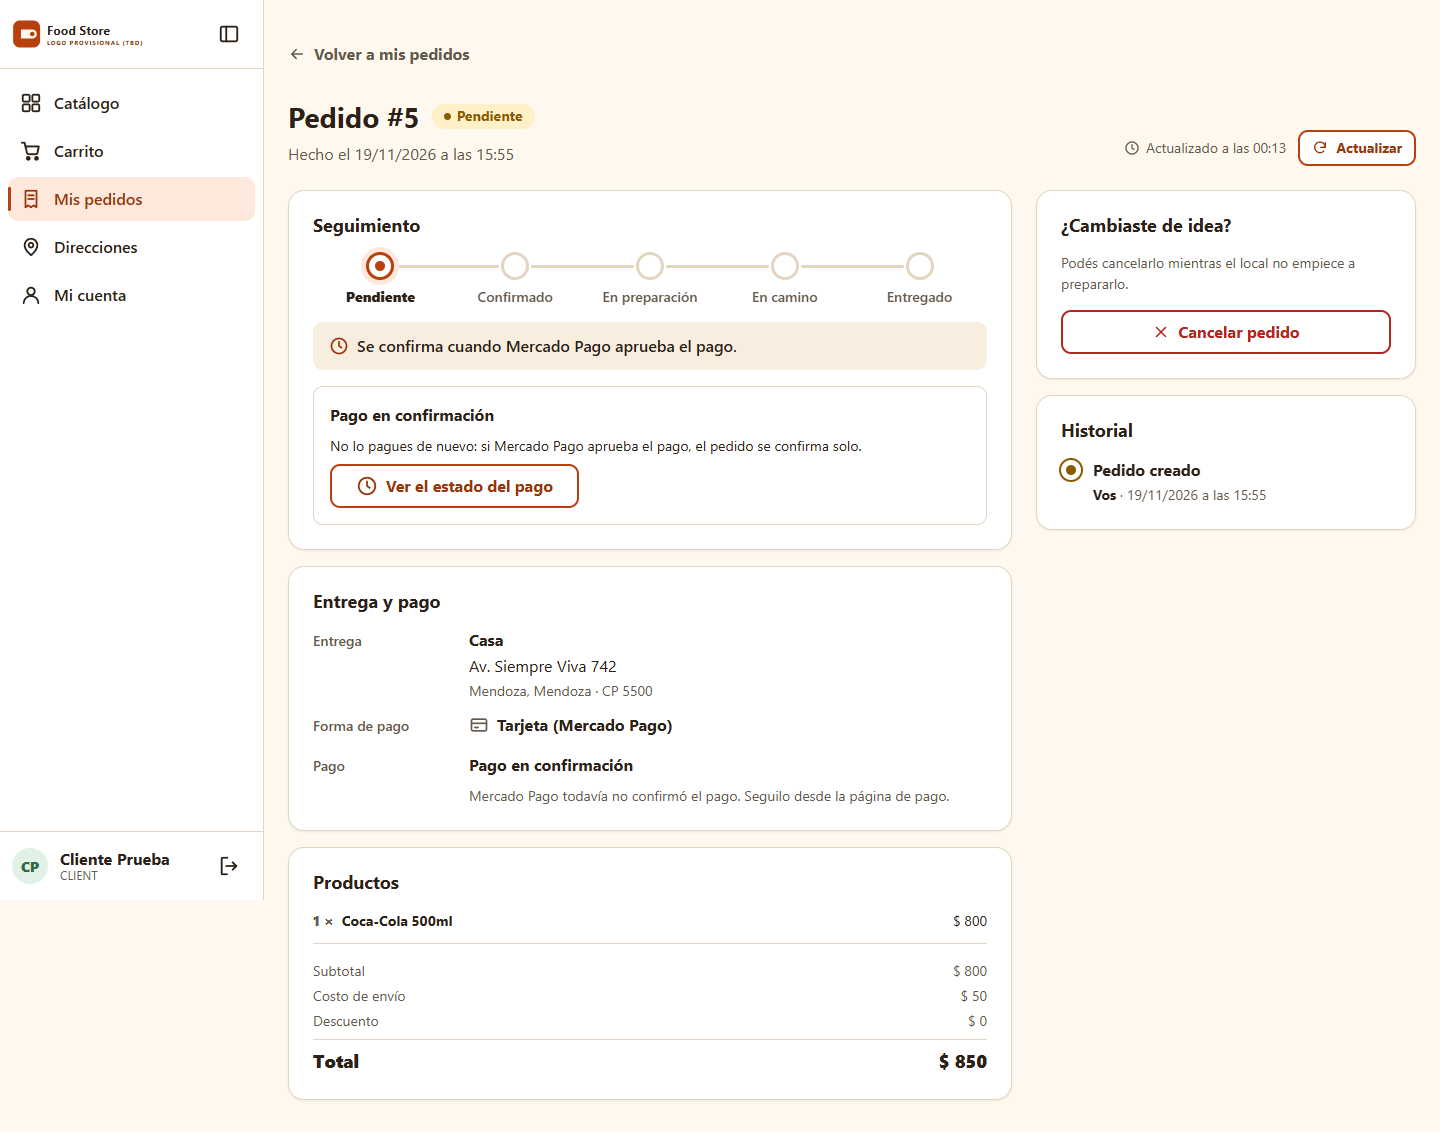 Food Store
LOGO PROVISIONAL (TBD)
Catálogo
Carrito
Mis pedidos
Direcciones
Mi cuenta
Cliente Prueba
CP
CLIENT
Volver a mis pedidos
Pedido #5
Pendiente
Hecho el 19/11/2026 a las 15:55
Actualizado a las 00:13
Actualizar
Seguimiento
Pendiente
Confirmado
En preparación
En camino
Entregado
Se confirma cuando Mercado Pago aprueba el pago.
Pago en confirmación
No lo pagues de nuevo: si Mercado Pago aprueba el pago, el pedido se confirma solo.
Ver el estado del pago
Entrega y pago
Entrega
Casa
Av. Siempre Viva 742
Mendoza, Mendoza · CP 5500
Forma de pago
Tarjeta (Mercado Pago)
Pago
Pago en confirmación
Mercado Pago todavía no confirmó el pago. Seguilo desde la página de pago.
Productos
1 × Coca-Cola 500ml $ 800
Subtotal $ 800
Costo de envío $ 50
Descuento $ 0
Total $ 850
¿Cambiaste de idea?
Podés cancelarlo mientras el local no empiece a
prepararlo.
Cancelar pedido
Historial
Pedido creado
Vos · 19/11/2026 a las 15:55